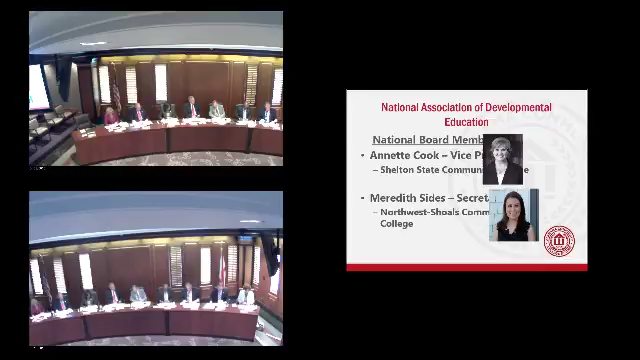 National Association of Developmental
Education
National Board Memb
• Annette Cook – Vice P
– Shelton State Commun
• Meredith Sides – Secret
– Northwest-Shoals Comm
College